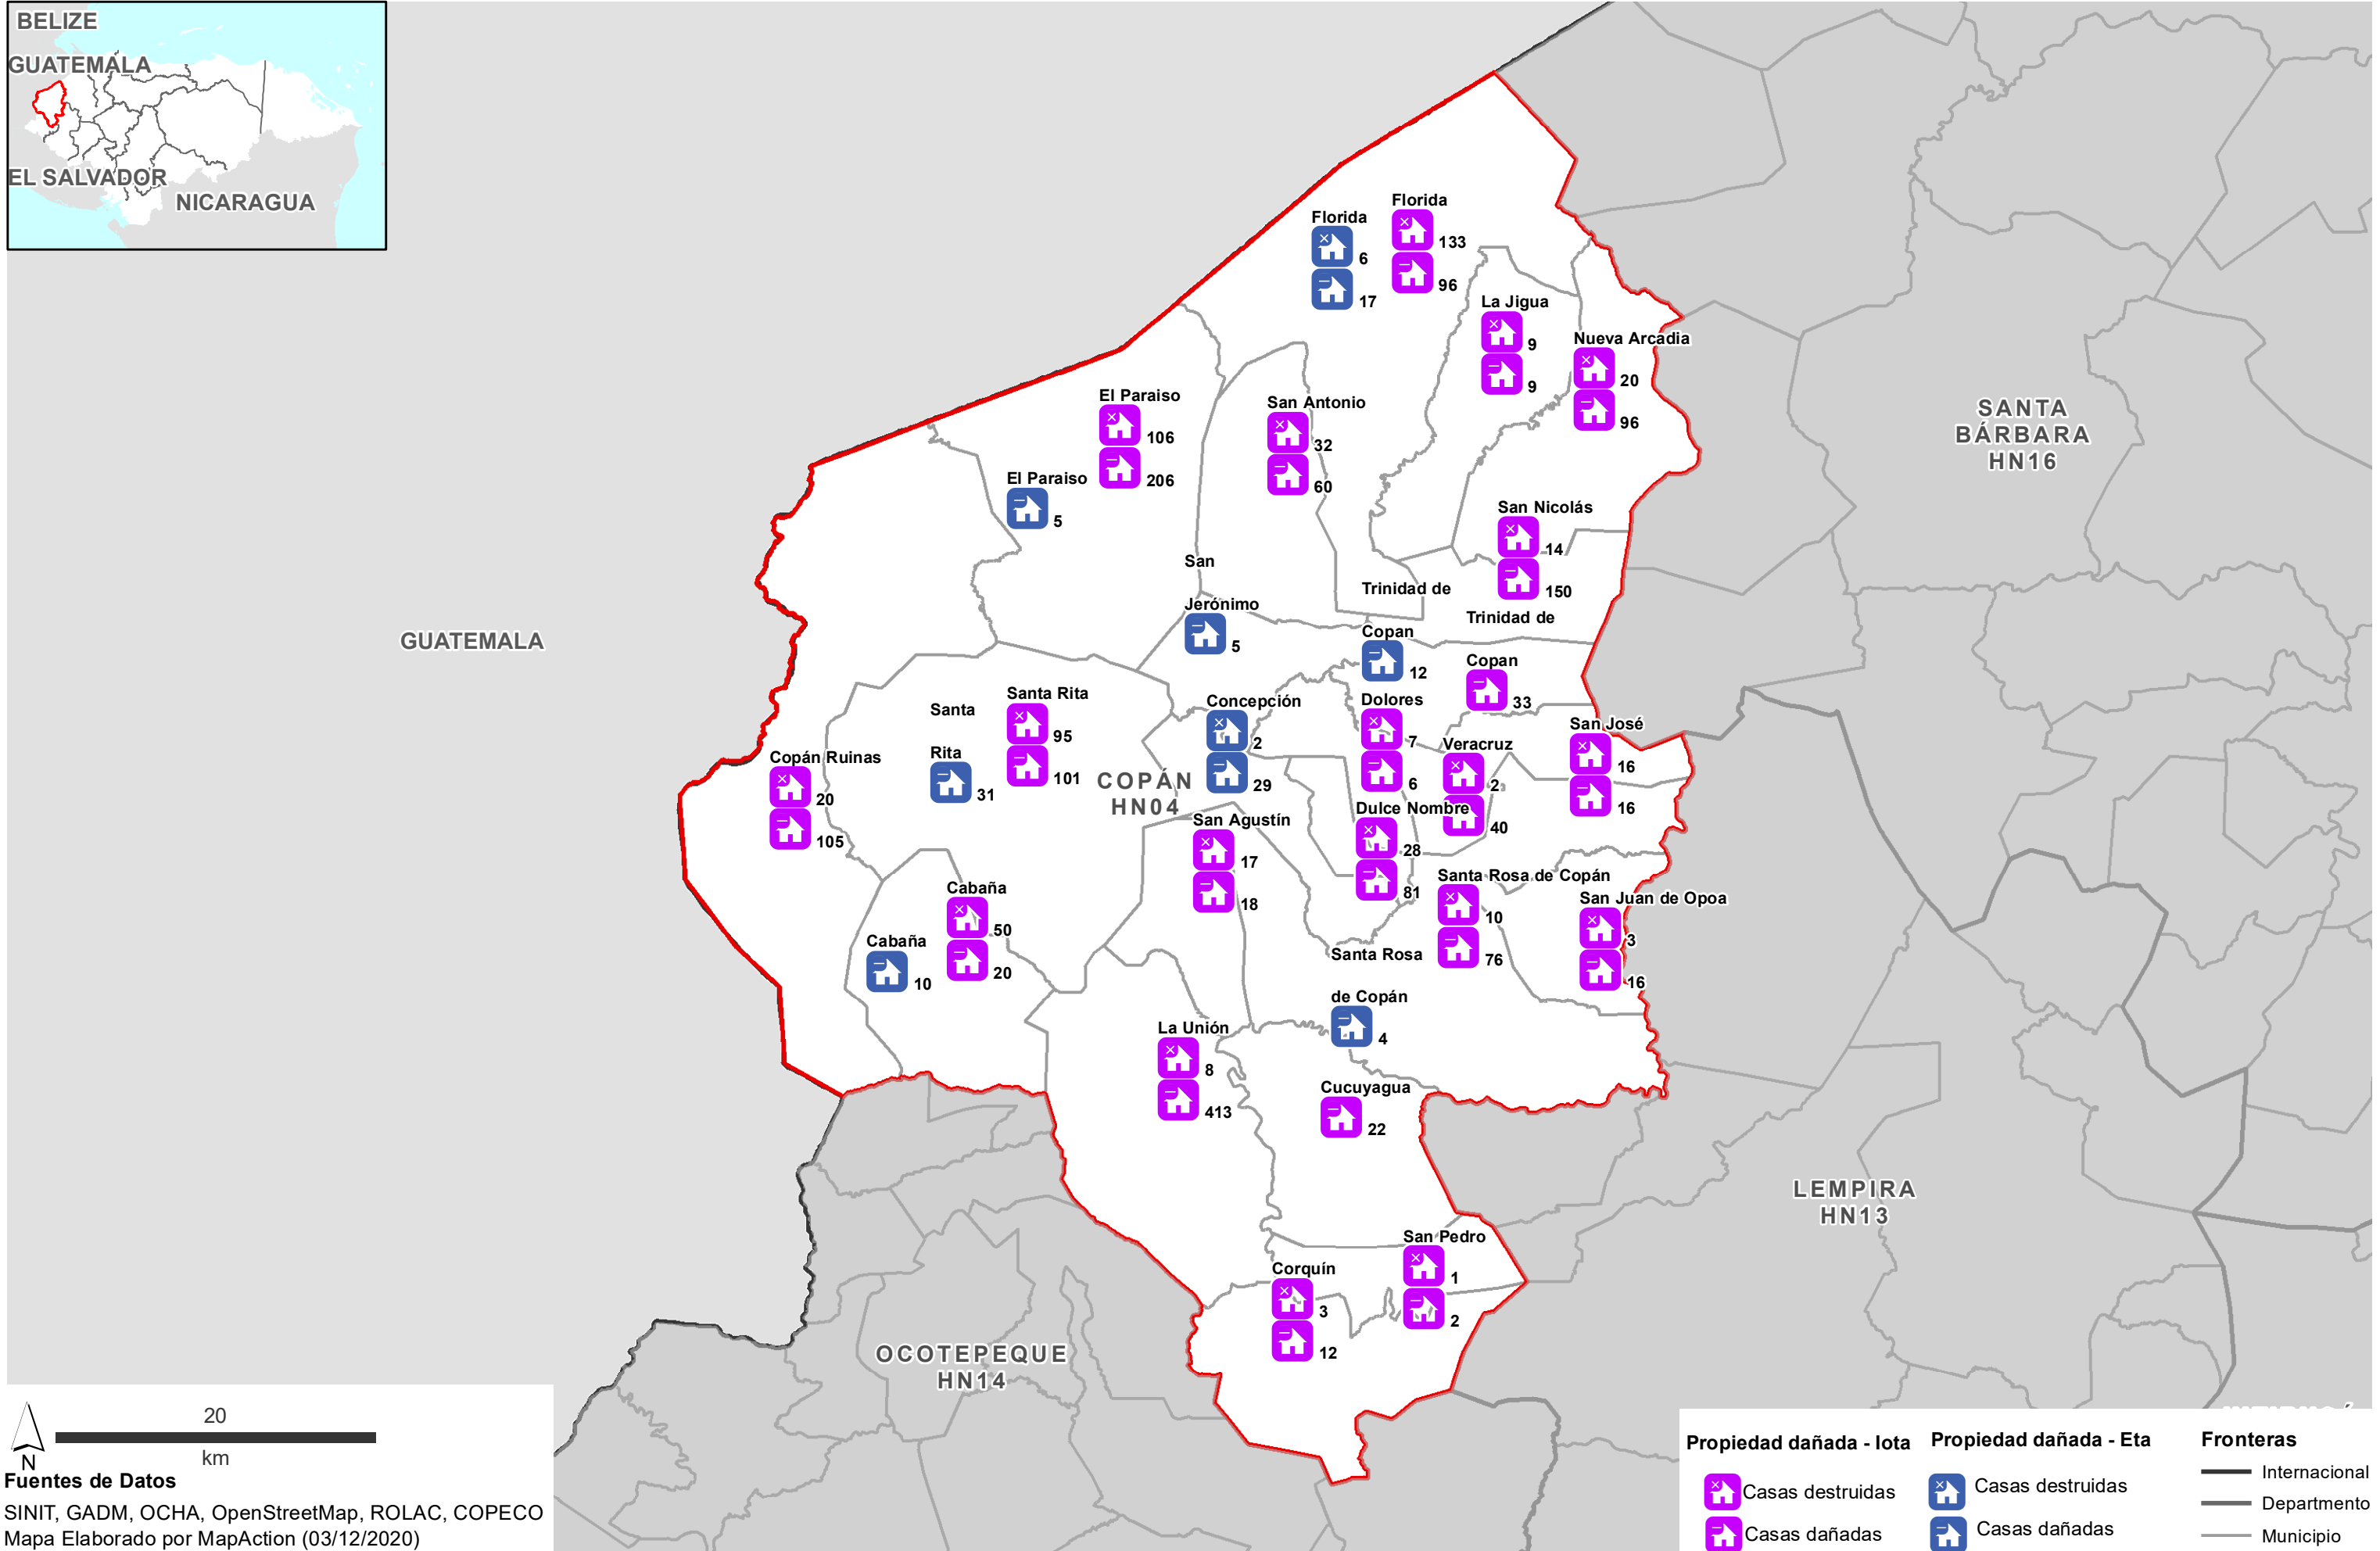 BELIZE
GUATEMALA
EL SALVADOR
NICARAGUA
Florida
6
17
Florida
133
96
La Jigua
9
9
Nueva Arcadia
20
96
El Paraiso
106
206
El Paraiso
5
San Antonio
32
60
San Nicolás
14
150
San
Jerónimo
5
Trinidad de
Copan
12
Trinidad de
Copan
33
GUATEMALA
SANTA
BÁRBARA
HN16
Santa
Rita
31
Santa Rita
95
101
Concepción
2
29
Dolores
7
6
Veracruz
2
40
San José
16
16
Copán Ruinas
20
105
COPÁN
HN04
San Agustín
17
18
Dulce Nombre
28
81
Santa Rosa de Copán
10
76
San Juan de Opoa
3
16
Cabaña
50
20
Cabaña
10
Santa Rosa
de Copán
4
La Unión
8
413
Cucuyagua
22
LEMPIRA
HN13
San Pedro
1
2
Corquín
3
12
OCOTEPEQUE
HN14
20
km
N
Fuentes de Datos
SINIT, GADM, OCHA, OpenStreetMap, ROLAC, COPECO
Mapa Elaborado por MapAction (03/12/2020)
Propiedad dañada - Iota
Casas destruidas
Casas dañadas
Propiedad dañada - Eta
Casas destruidas
Casas dañadas
Fronteras
Internacional
Departmento
Municipio